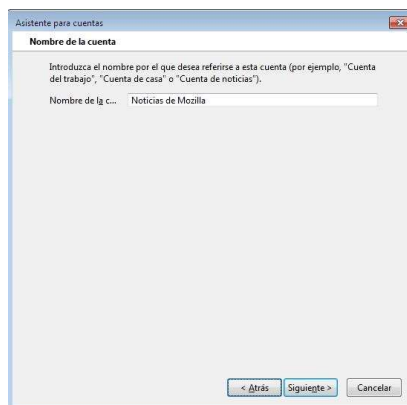 Asistente para cuentas
Nombre de la cuenta
Introduzca el nombre por el que desea referirse a esta cuenta (por ejemplo, "Cuenta
del trabajo", "Cuenta de casa" o "Cuenta de noticias").
Nombre de la c... Noticias de Mozilla
< Atrás Siguiente > Cancelar